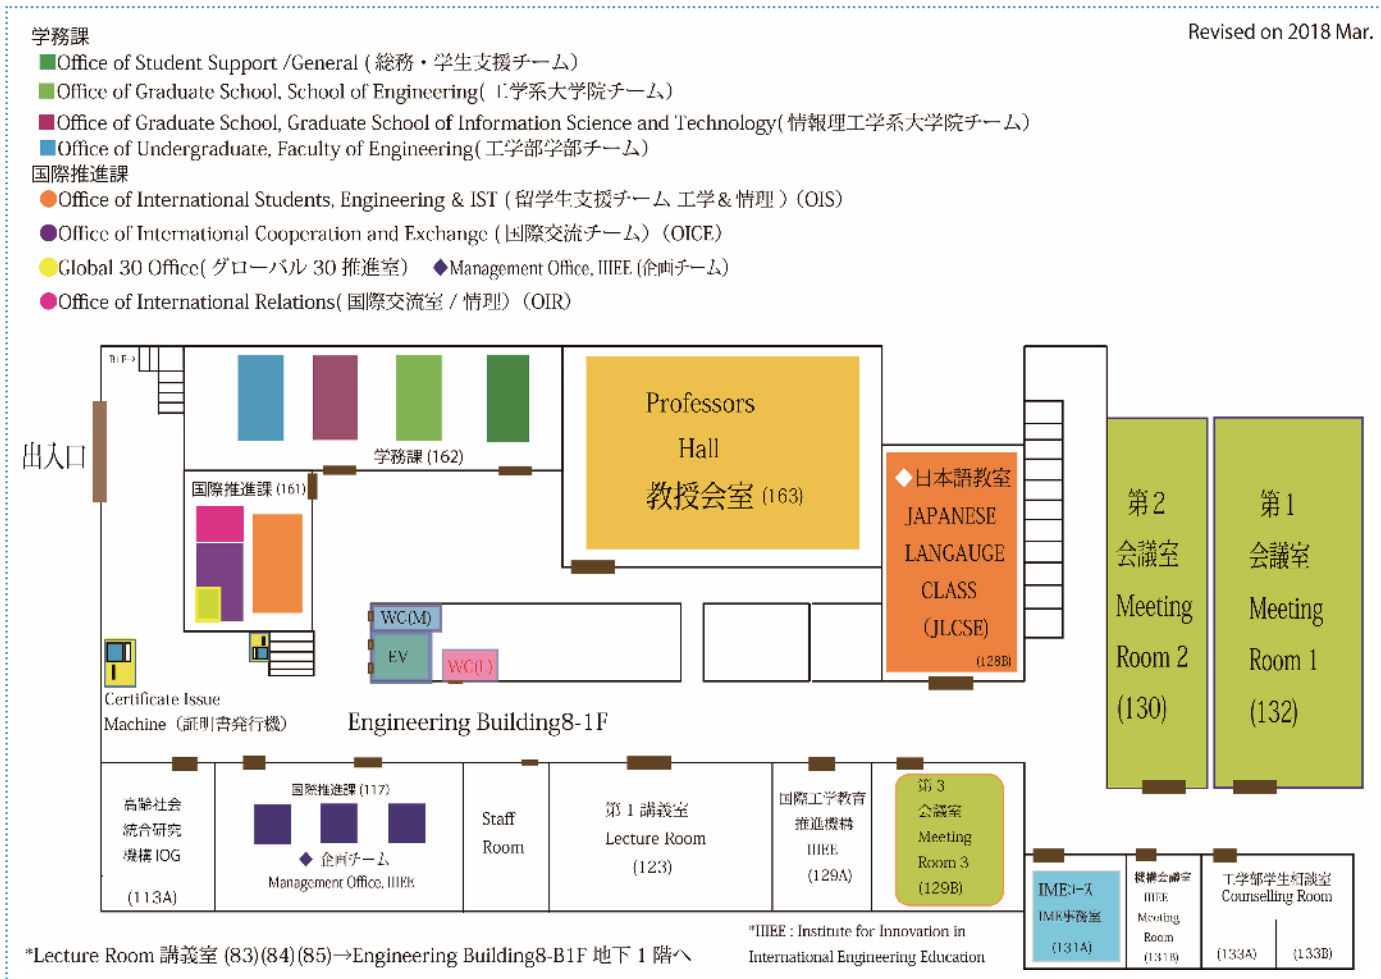 Revised on 2018 Mar.
学務課
Office of Student Support /General ( 総務・学生支援チーム）
Office of Graduate School, School of Engineering( 工学系大学院チーム）
Office of Graduate School, Graduate School of Information Science and Technology( 情報理工学系大学院チーム）
Office of Undergraduate, Faculty of Engineering( 工学部学部チーム）
国際推進課
Office of International Students, Engineering & IST ( 留学生支援チーム 工学＆情理 ）（OIS）
Office of International Cooperation and Exchange ( 国際交流チーム）（OICE）
Global 30 Office( グローバル 30 推進室） ◆Management Office, IIIEE (企画チーム）
Office of International Relations( 国際交流室 / 情理）（OIR）
B1F→
出入口
学務課 (162)
国際推進課 (161)
Professors
Hall
教授会室 (163)
◆日本語教室
JAPANESE
LANGAUGE
CLASS
（JLCSE）
(128B)
第 2
会議室
Meeting
Room 2
(130)
第 1
会議室
Meeting
Room 1
(132)
WC(M)
EV
WC(L)
Certificate Issue
Machine（証明書発行機）
Engineering Building8-1F
高齢社会
統合研究
機構 IOG
(113A)
国際推進課 (117)
◆ 企画チーム
Management Office, IIIEE
Staff
Room
第 1 講義室
Lecture Room
(123)
国際工学教育
推進機構
IIIEE
(129A)
第 3
会議室
Meeting
Room 3
(129B)
IMEコース
IME事務室
(131A)
機構会議室
IIIEE
Meeting
Room
(131B)
工学部学生相談室
Counselling Room
(133A)
(133B)
*Lecture Room 講義室 (83)(84)(85)→Engineering Building8-B1F 地下 1 階へ
*IIIEE : Institute for Innovation in
International Engineering Education